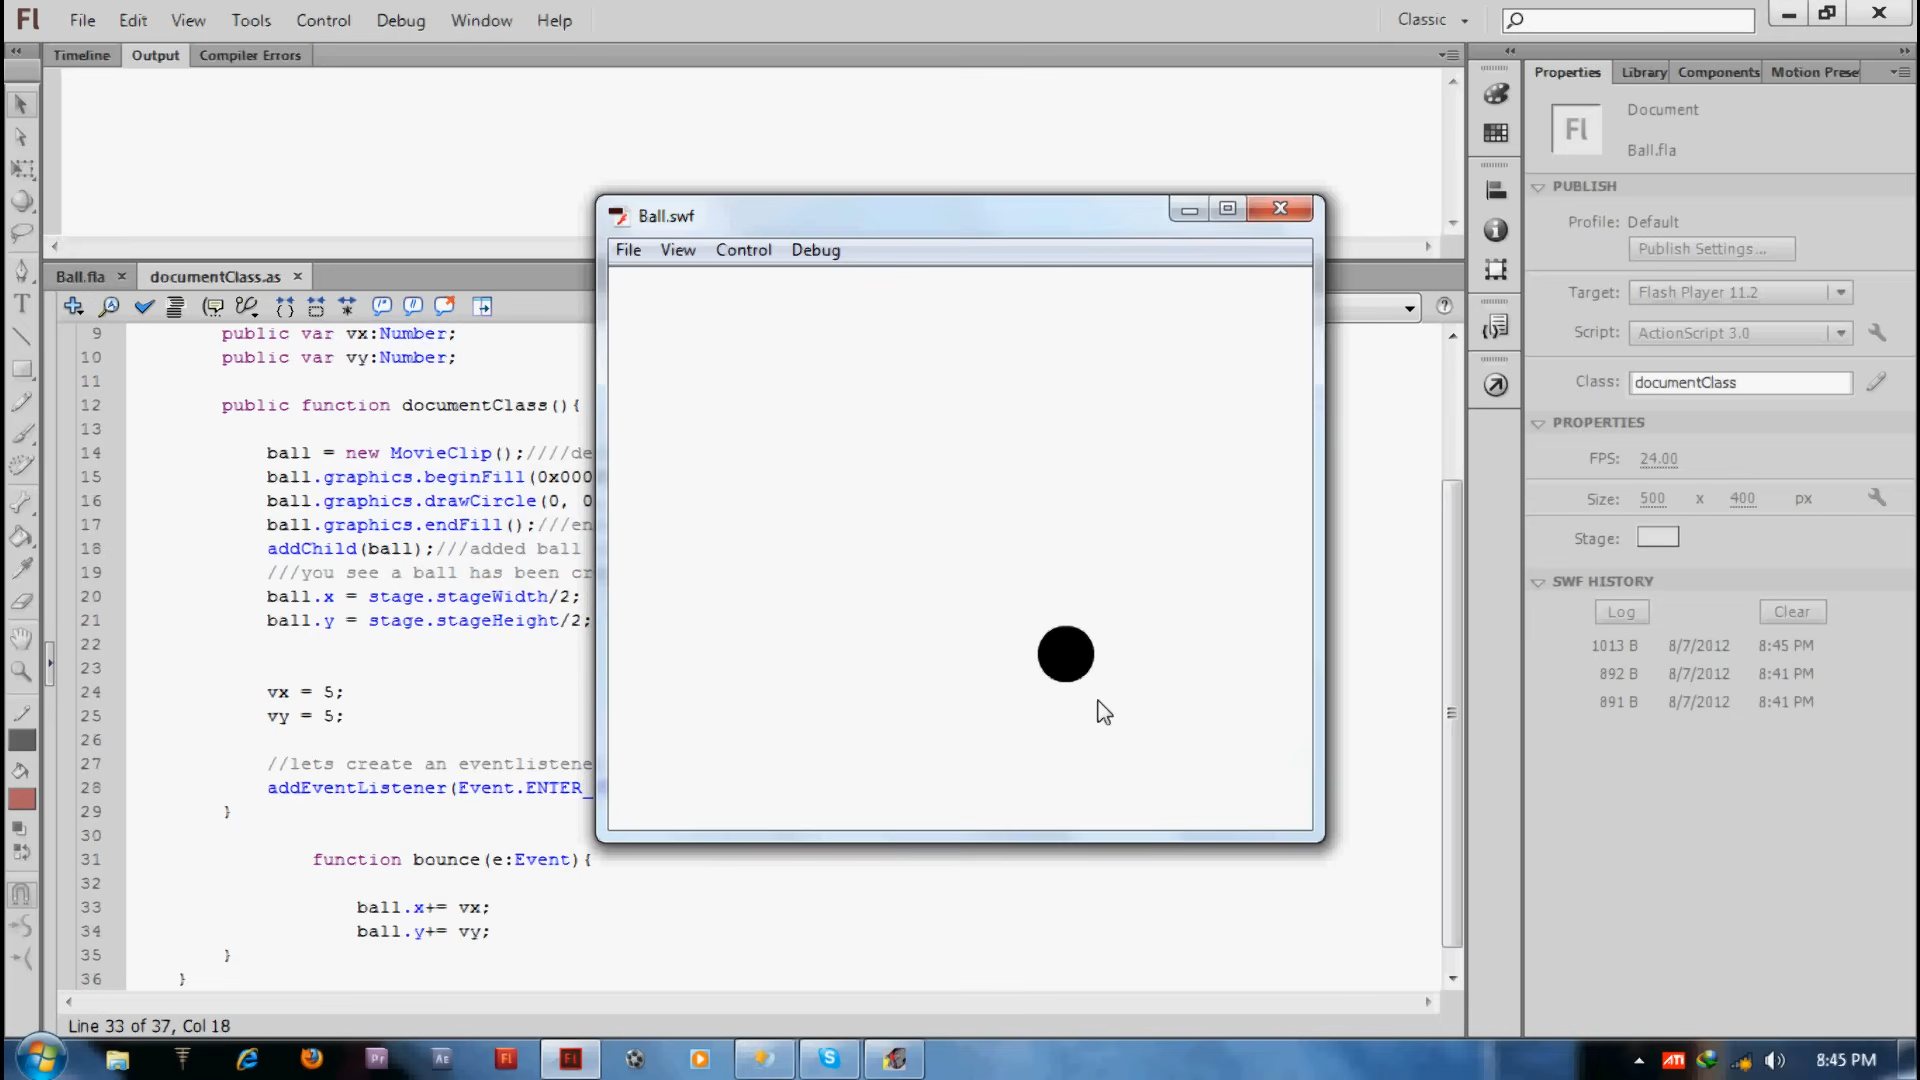 Fl File Edit View Tools Control Debug Window Help Classic
Timeline Output Compiler Errors
Properties Library Components Motion Prese
Fl Document
Ball.fla
PUBLISH
Profile: Default
Publish Settings...
Target: Flash Player 11.2
Script: ActionScript 3.0
Class: documentClass
PROPERTIES
FPS: 24.00
Size: 500 x 400 px
Stage:
SWF HISTORY
Log Clear
1013 B 8/7/2012 8:45 PM
892 B 8/7/2012 8:41 PM
891 B 8/7/2012 8:41 PM
Ball.swf
File View Control Debug
Ball.fla documentClass.as
9 public var vx:Number;
10 public var vy:Number;
11
12 public function documentClass(){
13
14 ball = new MovieClip();////de
15 ball.graphics.beginFill(0x000
16 ball.graphics.drawCircle(0, 0
17 ball.graphics.endFill();///en
18 addChild(ball);///added ball
19 ///you see a ball has been cr
20 ball.x = stage.stageWidth/2;
21 ball.y = stage.stageHeight/2;
22
23
24 vx = 5;
25 vy = 5;
26
27 //lets create an eventlistene
28 addEventListener(Event.ENTER_
29 }
30
31 function bounce(e:Event){
32
33 ball.x+= vx;
34 ball.y+= vy;
35 }
36 }
Line 33 of 37, Col 18
Pr Ae Fl Fl S ATI 8:45 PM